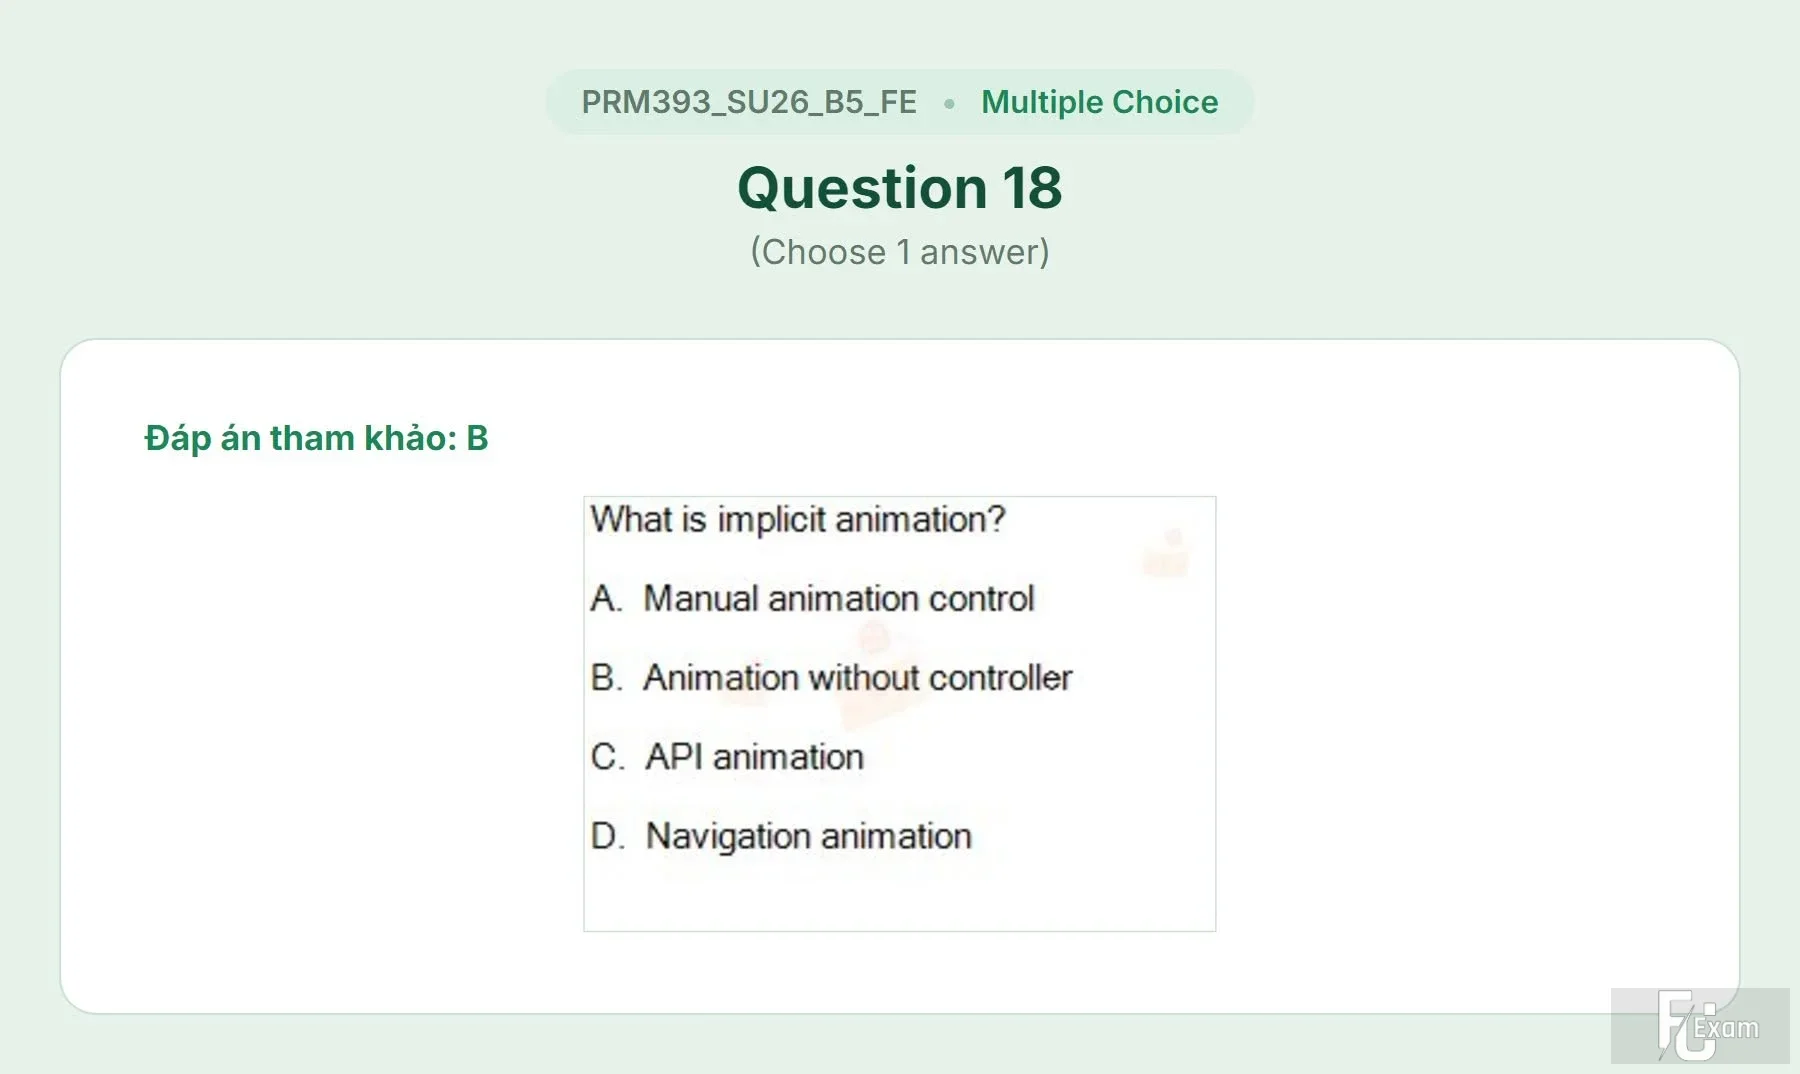 PRM393_SU26_B5_FE • Multiple Choice
Question 18
(Choose 1 answer)
Đáp án tham khảo: B
What is implicit animation?
A. Manual animation control
B. Animation without controller
C. API animation
D. Navigation animation
FU Exam